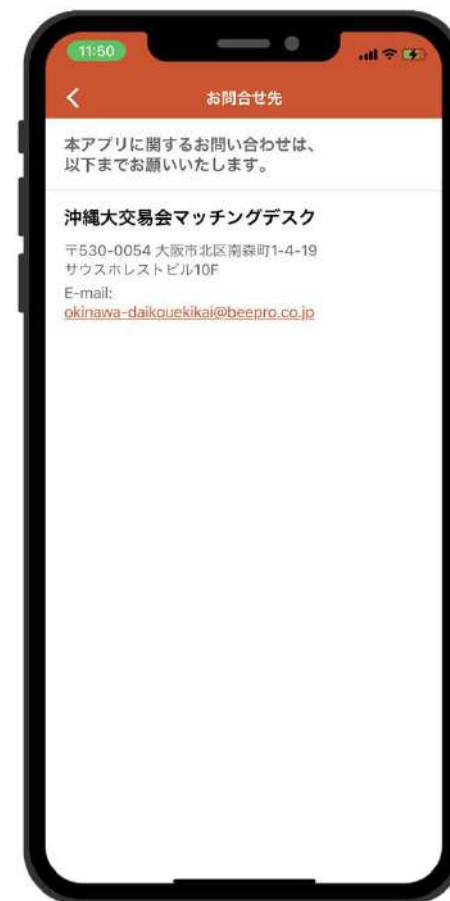 11:50
お問合せ先
本アプリに関するお問い合わせは、
以下までお願いいたします。
沖縄大交易会マッチングデスク
〒530-0054 大阪市北区南森町1-4-19
サウスホレストビル10F
E-mail:
okinawa-daikouekikai@beepro.co.jp